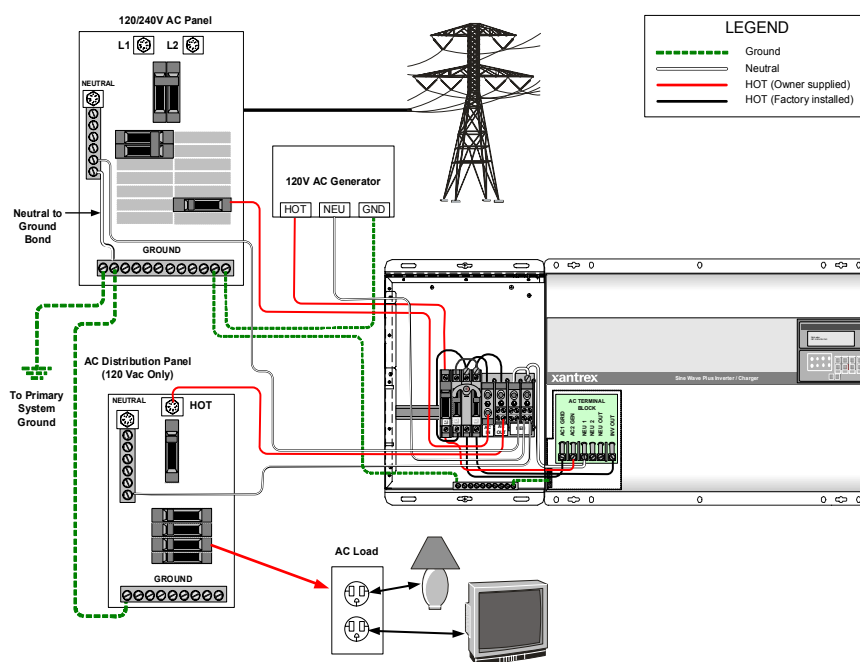 120/240V AC Panel
L1
L2
NEUTRAL
Neutral to
Ground
Bond
GROUND
120V AC Generator
HOT
NEU
GND
LEGEND
Ground
Neutral
HOT (Owner supplied)
HOT (Factory installed)
To Primary
System
Ground
AC Distribution Panel
(120 Vac Only)
NEUTRAL
HOT
GROUND
AC Load
xantrex
Sine Wave Plus Inverter / Charger
AC TERMINAL
BLOCK
AC1 GRID
AC2 GEN
NEU 1
NEU 2
NEU OUT
INV OUT